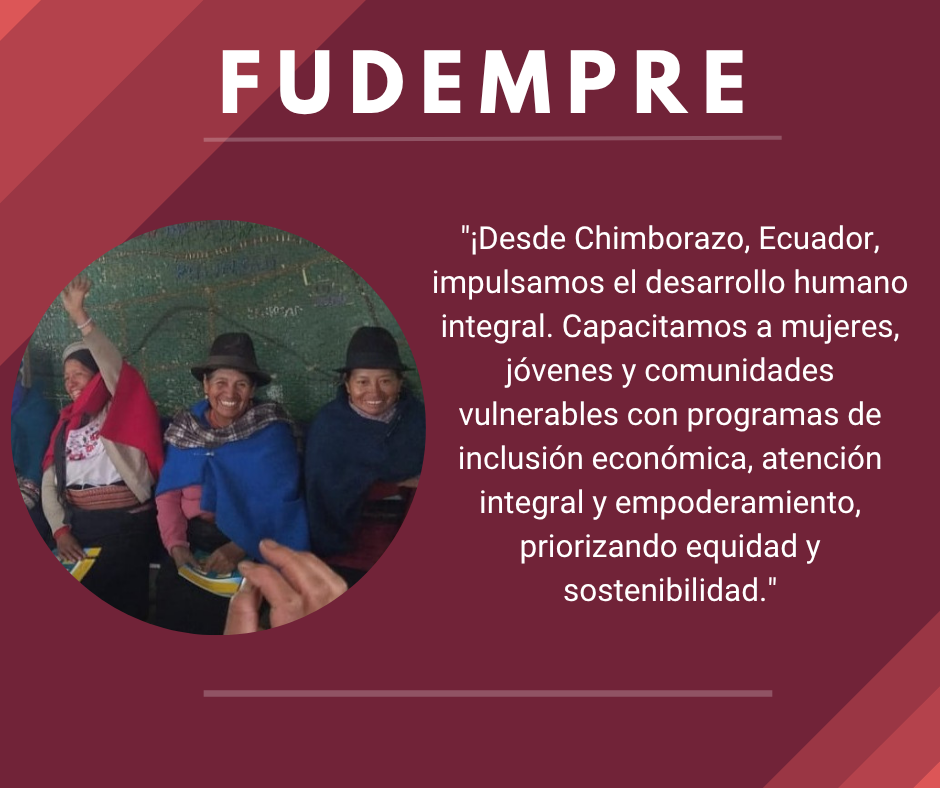 FUDEMPRE
"¡Desde Chimborazo, Ecuador,
impulsamos el desarrollo humano
integral. Capacitamos a mujeres,
jóvenes y comunidades
vulnerables con programas de
inclusión económica, atención
integral y empoderamiento,
priorizando equidad y
sostenibilidad."